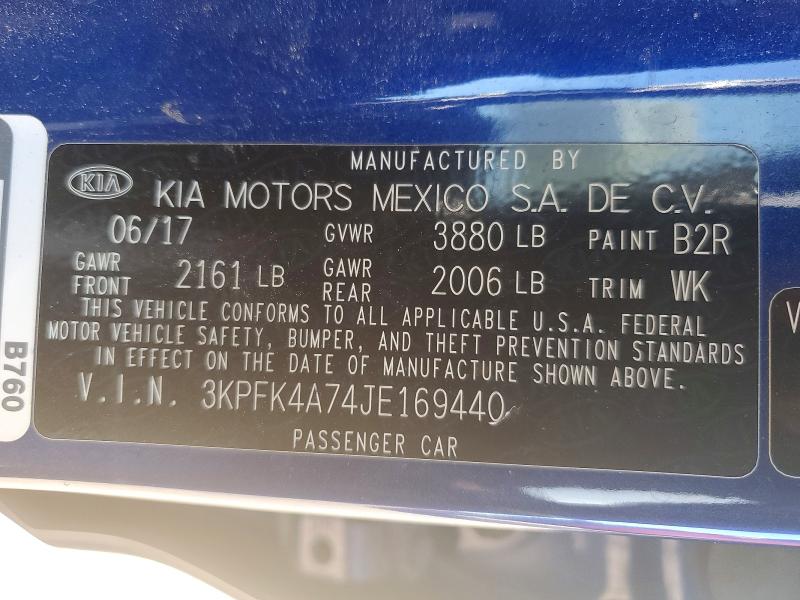 MANUFACTURED BY
KIA KIA MOTORS MEXICO S.A. DE C.V.
06/17 GVWR 3880 LB PAINT B2R
GAWR FRONT 2161 LB GAWR REAR 2006 LB TRIM WK
THIS VEHICLE CONFORMS TO ALL APPLICABLE U.S.A. FEDERAL
MOTOR VEHICLE SAFETY, BUMPER, AND THEFT PREVENTION STANDARDS
IN EFFECT ON THE DATE OF MANUFACTURE SHOWN ABOVE.
V.I.N. 3KPFK4A74JE169440
PASSENGER CAR
B760
V